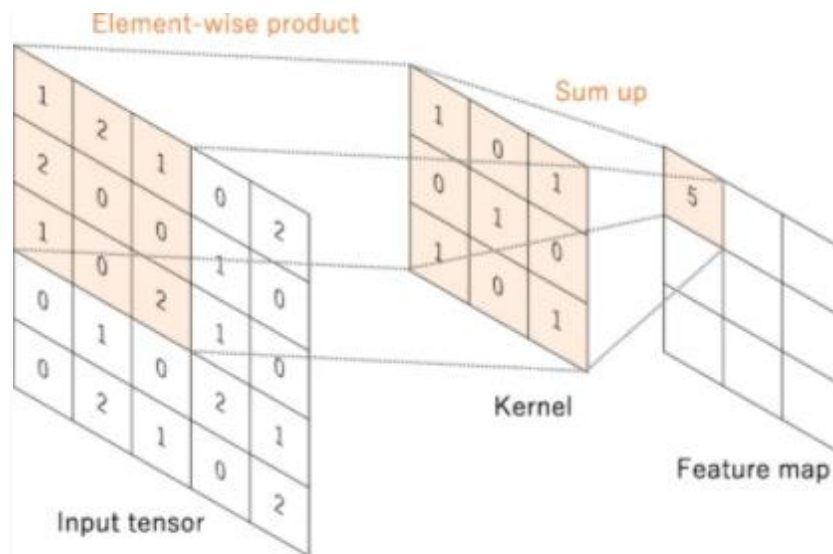 Element-wise product
Sum up
1 2 1 0 2
2 0 0 1 0
1 0 2 1 0
0 1 0 2 1
0 2 1 0 2
1 0 1
0 1 0
1 0 1
5
Input tensor
Kernel
Feature map